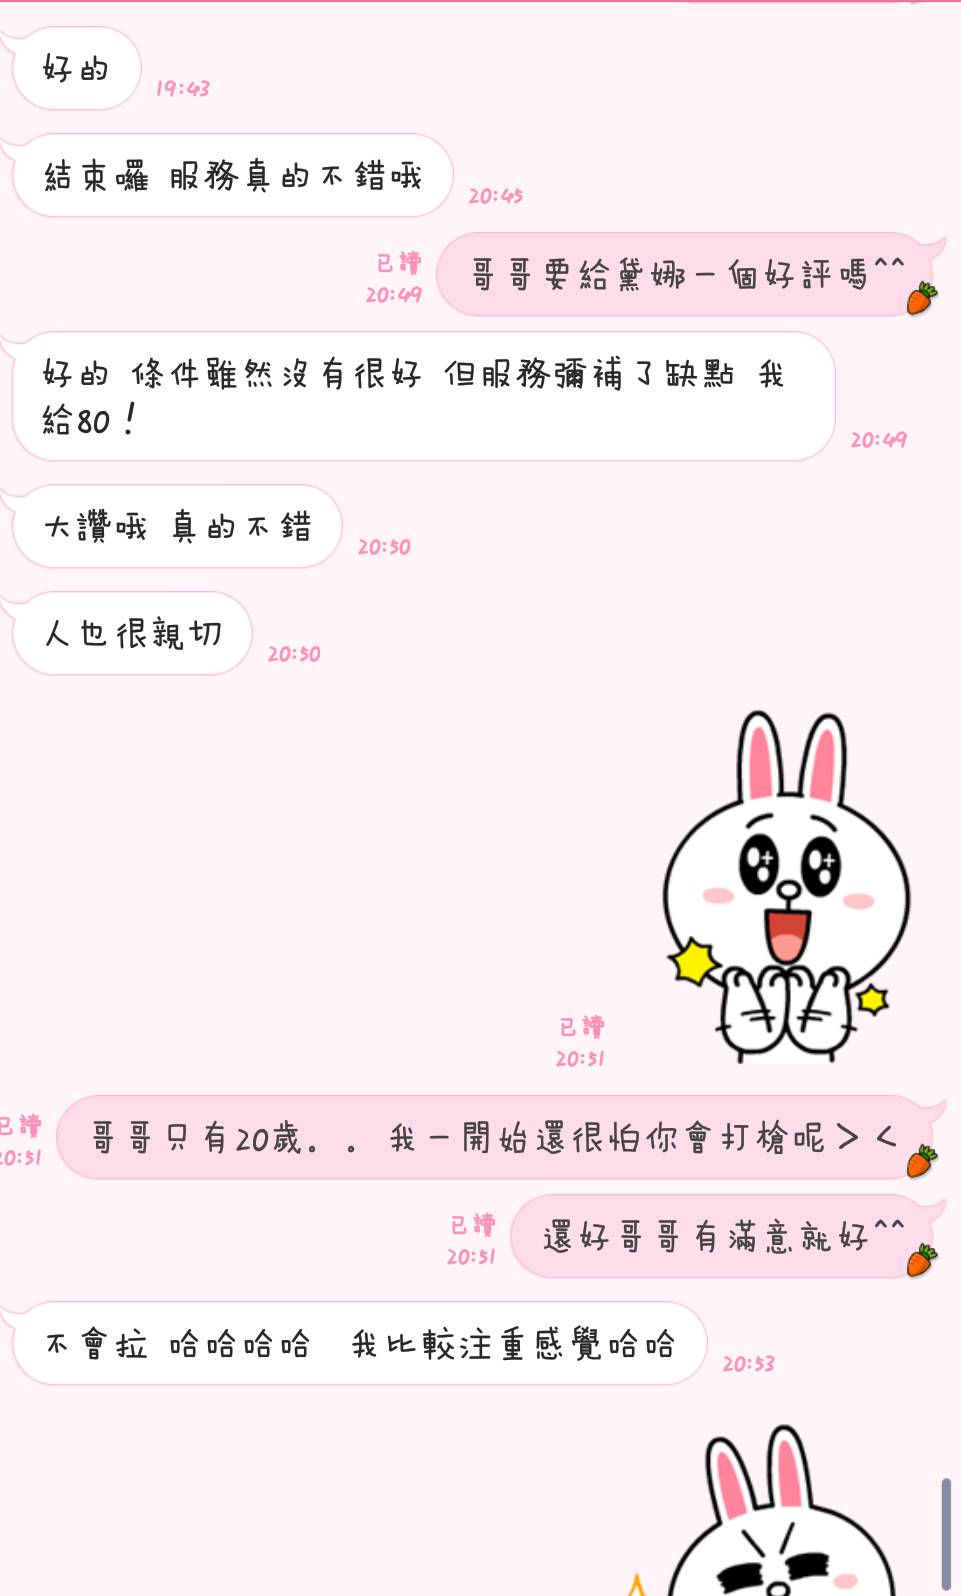 好的
19:43
結束囉 服務真的不錯哦
20:45
已讀
20:49
哥哥要給黛娜一個好評嗎^^
好的 條件雖然沒有很好 但服務彌補了缺點 我
給80！
20:49
大讚哦 真的不錯
20:50
人也很親切
20:50
已讀
20:51
已讀
20:51
哥哥只有20歲。。 我一開始還很怕你會打槍呢＞＜
已讀
20:51
還好哥哥有滿意就好^^
不會拉 哈哈哈哈 我比較注重感覺哈哈
20:53